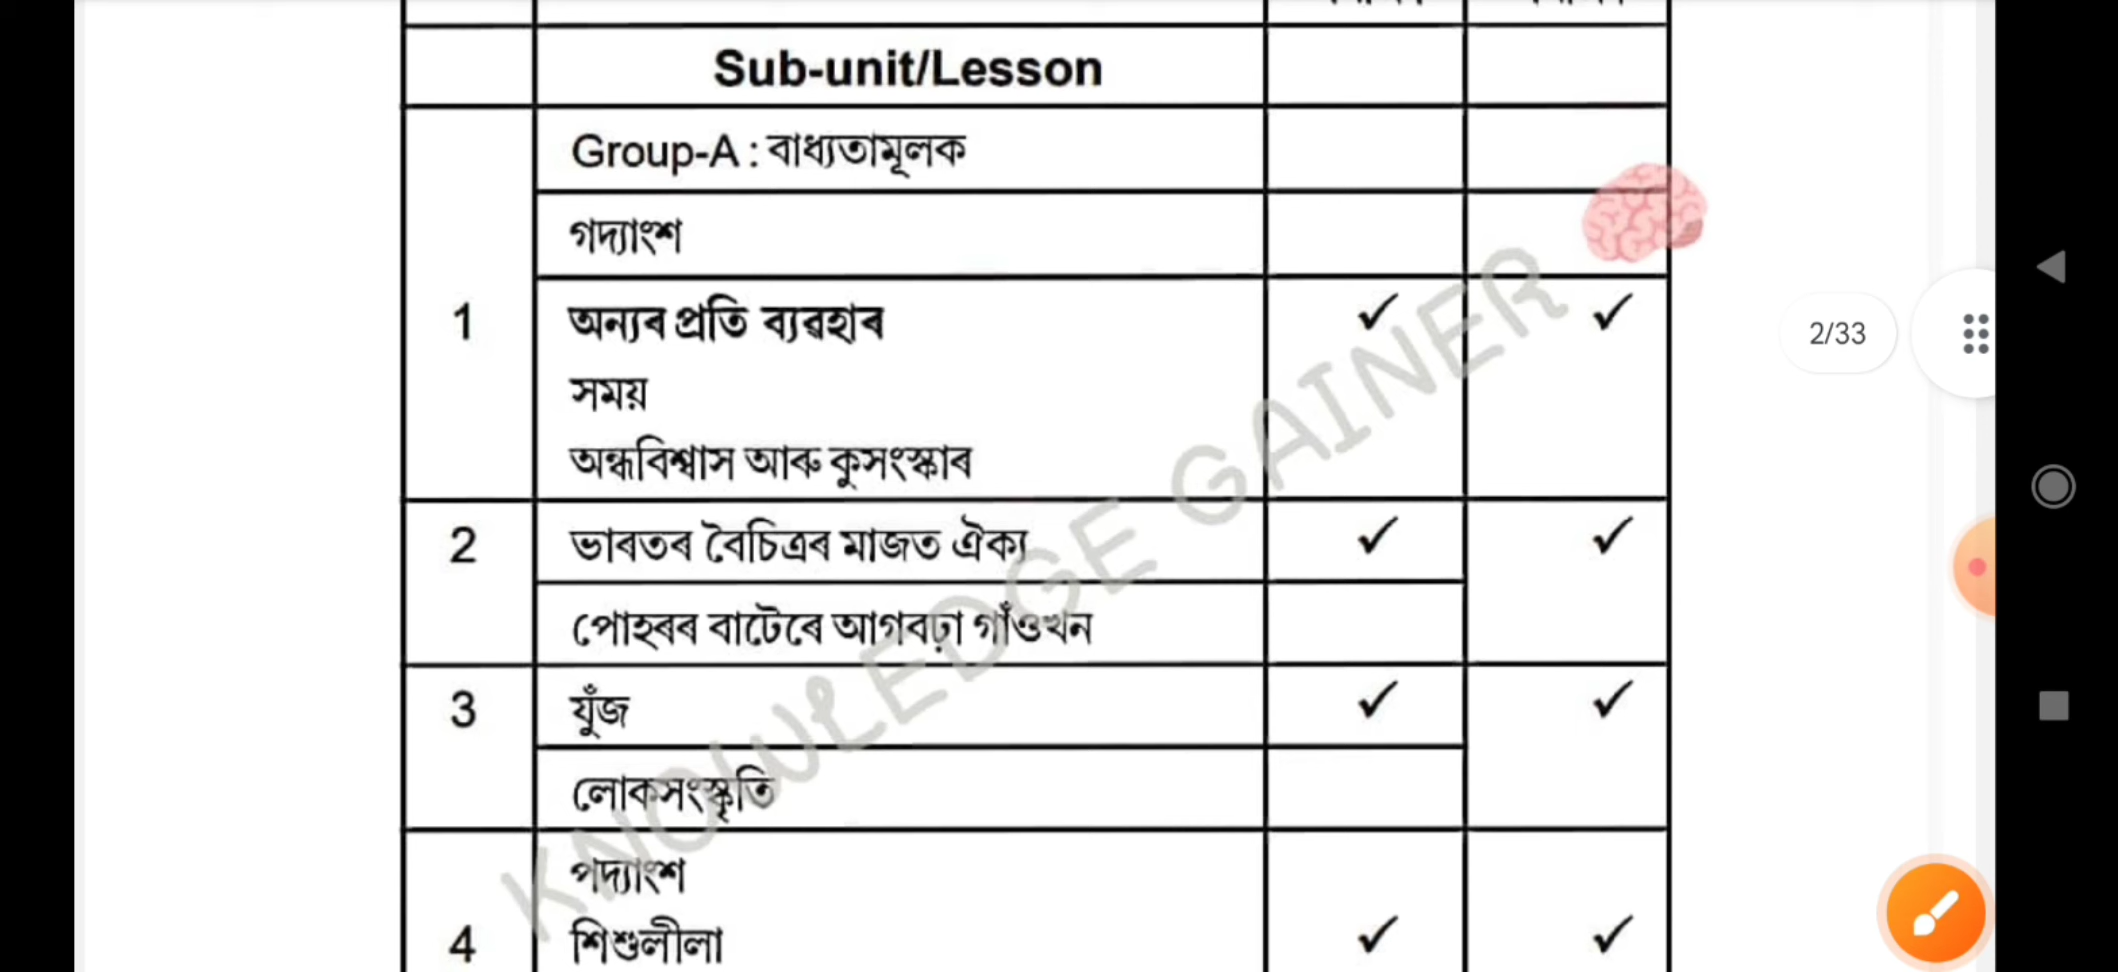 Sub-unit/Lesson
Group-A : বাধ্যতামূলক
গদ্যাংশ
1 অন্যৰ প্ৰতি ব্যৱহাৰ ✓ ✓
সময়
অন্ধবিশ্বাস আৰু কুসংস্কাৰ
2 ভাৰতৰ বৈচিত্ৰৰ মাজত ঐক্য ✓ ✓
পোহৰৰ বাটেৰে আগবঢ়া গাঁওখন
3 যুঁজ ✓ ✓
লোকসংস্কৃতি
পদ্যাংশ
4 শিশুলীলা ✓ ✓
KNOWLEDGE GAINER
2/33